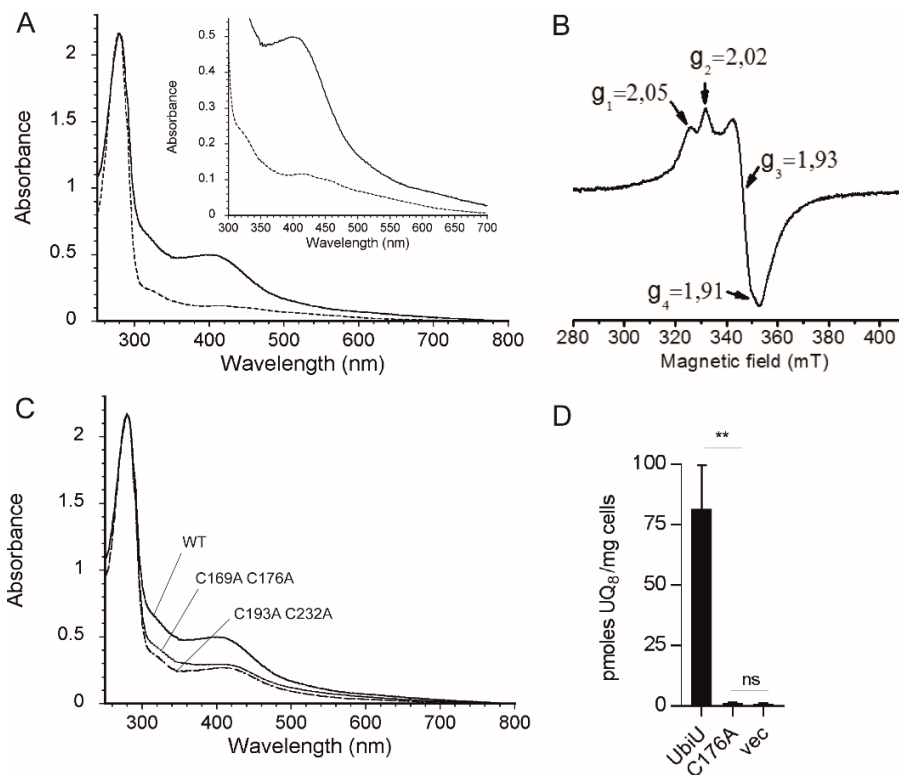 A
Absorbance
2
1.5
1
0.5
0
300 400 500 600 700 800
Wavelength (nm)
Absorbance
0.5
0.4
0.3
0.2
0.1
0
300 350 400 450 500 550 600 650 700
Wavelength (nm)
B
g1=2,05
g2=2,02
g3=1,93
g4=1,91
280 300 320 340 360 380 400
Magnetic field (mT)
C
Absorbance
2
1.5
1
0.5
0
WT
C169A C176A
C193A C232A
300 400 500 600 700 800
Wavelength (nm)
D
pmoles UQ8/mg cells
100
75
50
25
0
**
ns
UbiU
C176A
vec